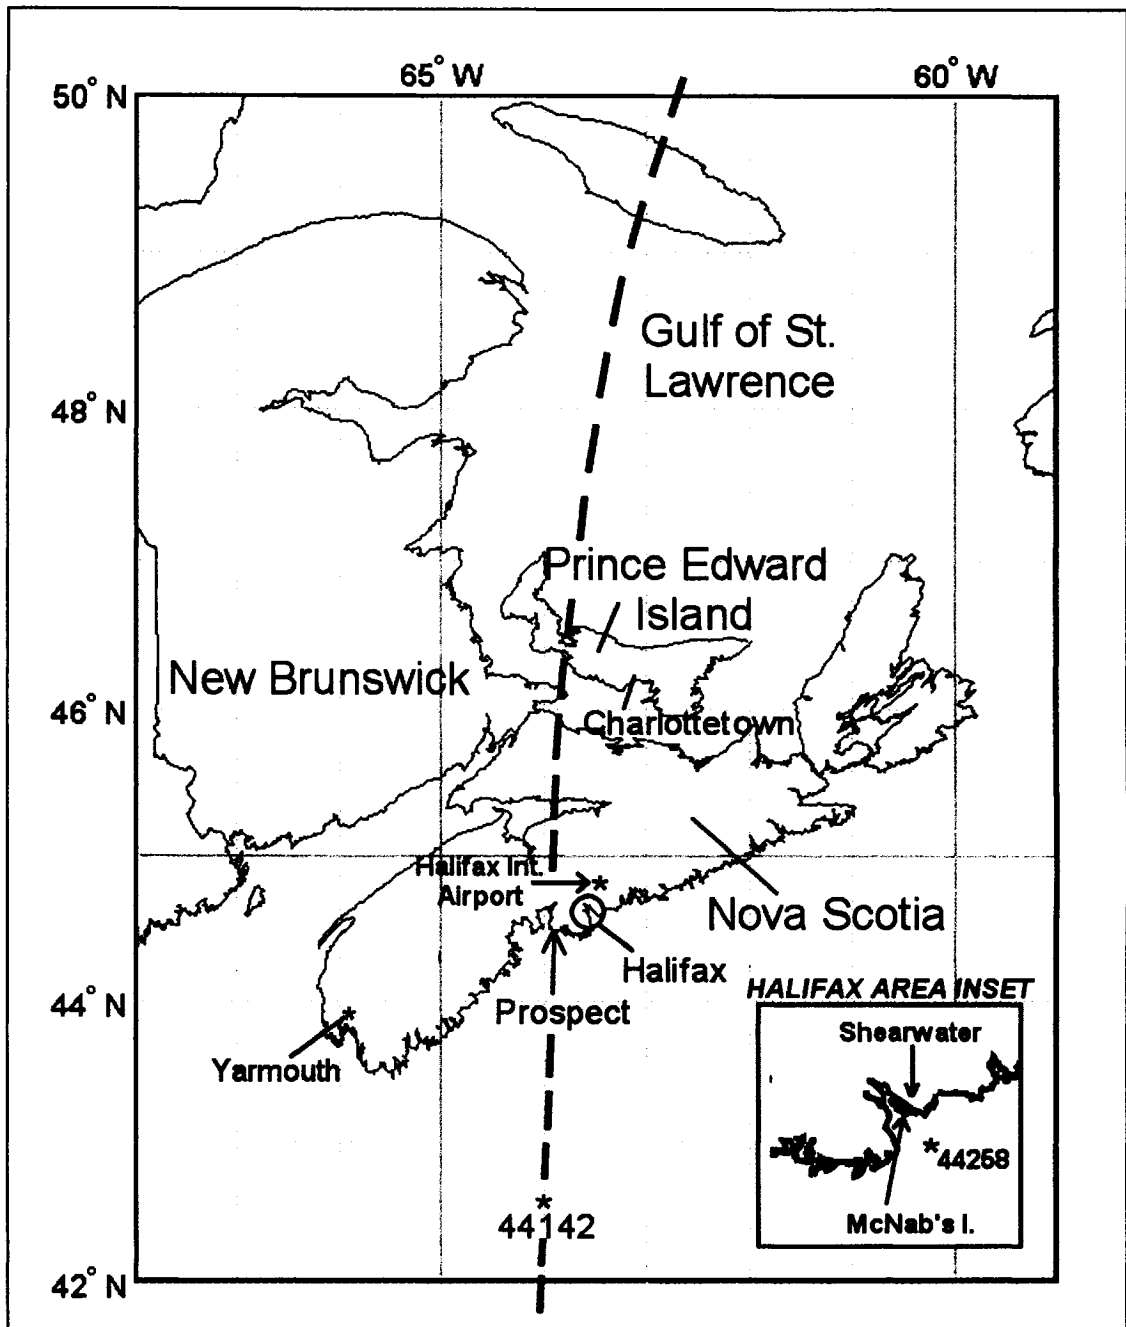 65° W
60° W
50° N
Gulf of St.
Lawrence
48° N
Prince Edward
Island
New Brunswick
46° N
Charlottetown
Halifax Int.
Airport
Nova Scotia
Halifax
44° N
Prospect
Yarmouth
HALIFAX AREA INSET
Shearwater
*44258
McNab's I.
*
44142
42° N